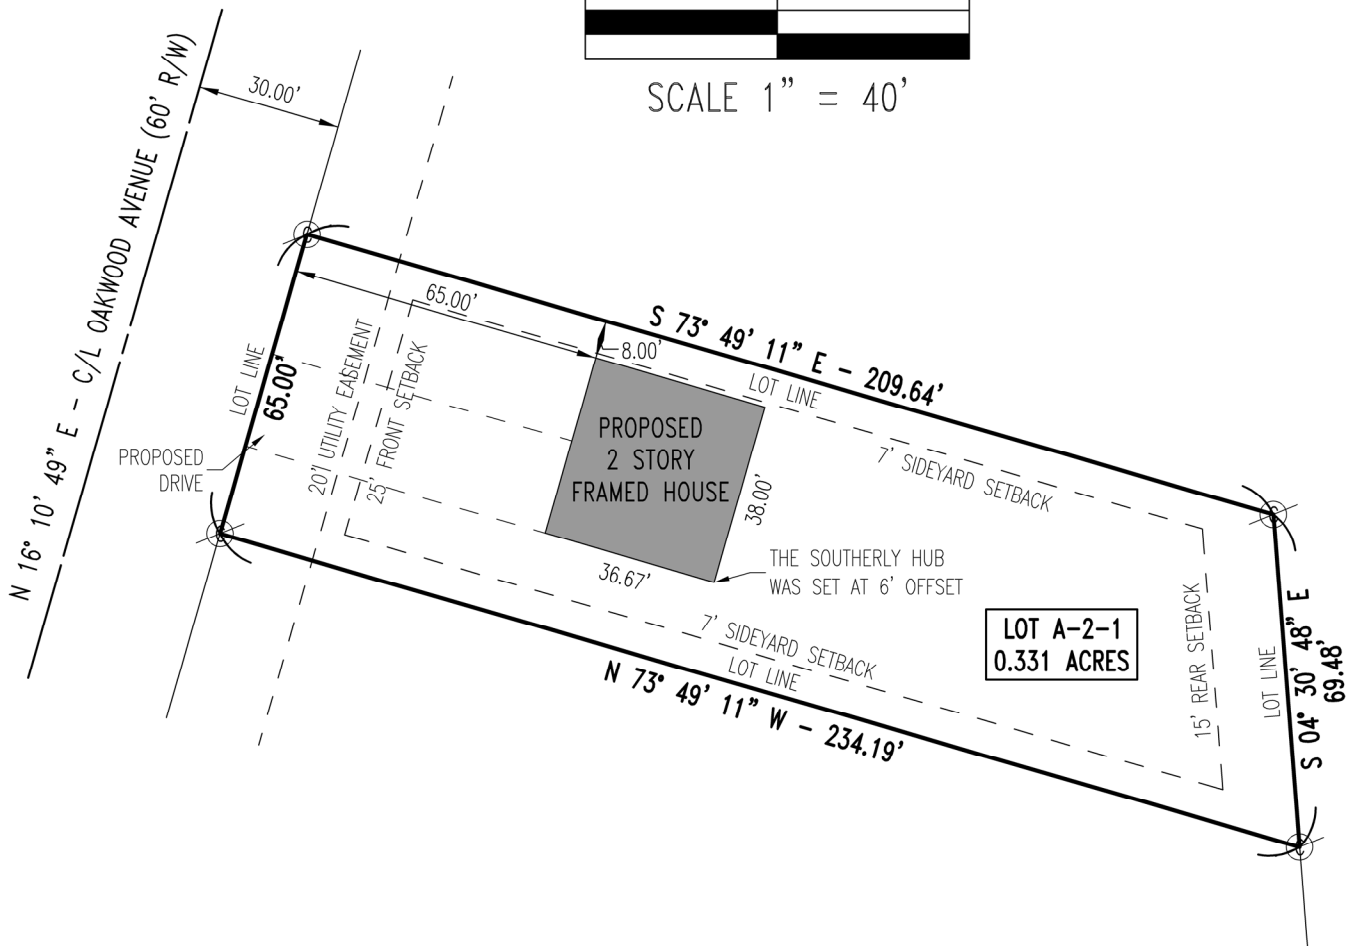 SCALE 1" = 40'
30.00'
N 16° 10' 49" E - C/L OAKWOOD AVENUE (60' R/W)
65.00'
S 73° 49' 11" E - 209.64'
8.00'
LOT LINE
LOT LINE
65.00'
20' UTILITY EASEMENT
25' FRONT SETBACK
PROPOSED
2 STORY
FRAMED HOUSE
7' SIDEYARD SETBACK
PROPOSED
DRIVE
38.00'
36.67'
THE SOUTHERLY HUB
WAS SET AT 6' OFFSET
7' SIDEYARD SETBACK
LOT LINE
N 73° 49' 11" W - 234.19'
LOT A-2-1
0.331 ACRES
15' REAR SETBACK
LOT LINE
S 04° 30' 48" E
69.48'